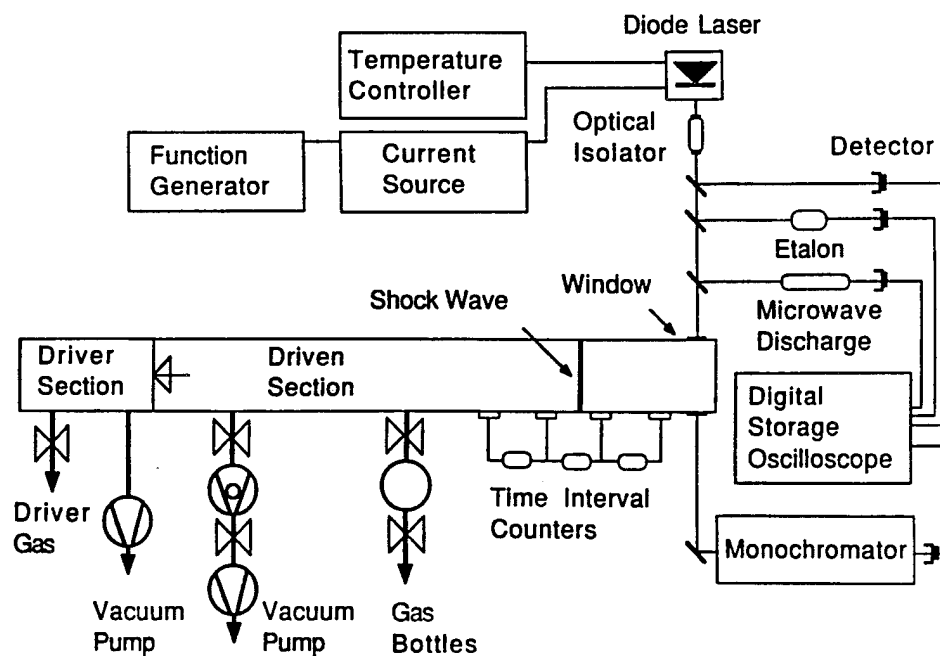 Diode Laser
Temperature
Controller
Optical
Isolator
Function
Generator
Current
Source
Detector
Etalon
Microwave
Discharge
Window
Shock Wave
Driver
Section
Driven
Section
Digital
Storage
Oscilloscope
Time Interval
Counters
Driver
Gas
Monochromator
Vacuum
Pump
Vacuum
Pump
Gas
Bottles